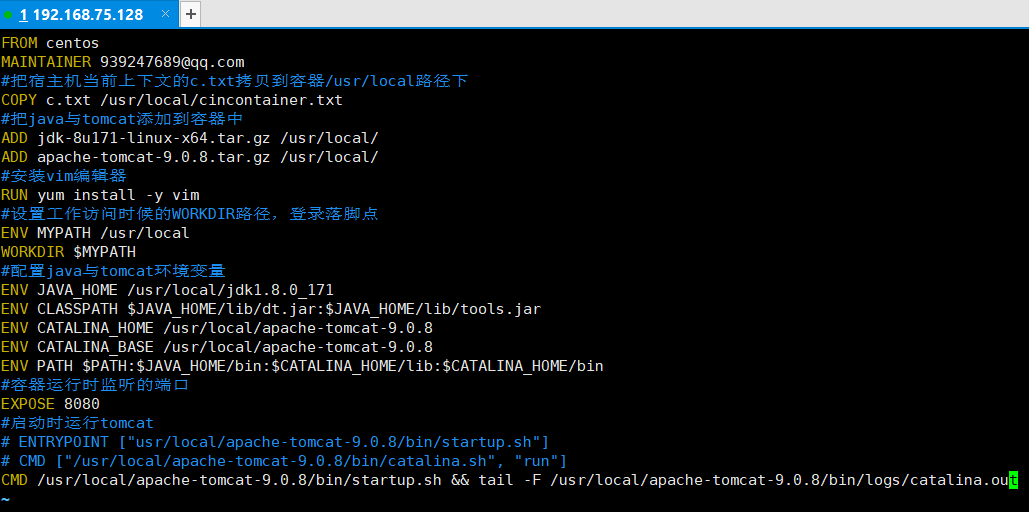 1 192.168.75.128 × +
FROM centos
MAINTAINER 939247689@qq.com
#把宿主机当前上下文的c.txt拷贝到容器/usr/local路径下
COPY c.txt /usr/local/cincontainer.txt
#把java与tomcat添加到容器中
ADD jdk-8u171-linux-x64.tar.gz /usr/local/
ADD apache-tomcat-9.0.8.tar.gz /usr/local/
#安装vim编辑器
RUN yum install -y vim
#设置工作访问时候的WORKDIR路径，登录落脚点
ENV MYPATH /usr/local
WORKDIR $MYPATH
#配置java与tomcat环境变量
ENV JAVA_HOME /usr/local/jdk1.8.0_171
ENV CLASSPATH $JAVA_HOME/lib/dt.jar:$JAVA_HOME/lib/tools.jar
ENV CATALINA_HOME /usr/local/apache-tomcat-9.0.8
ENV CATALINA_BASE /usr/local/apache-tomcat-9.0.8
ENV PATH $PATH:$JAVA_HOME/bin:$CATALINA_HOME/lib:$CATALINA_HOME/bin
#容器运行时监听的端口
EXPOSE 8080
#启动时运行tomcat
# ENTRYPOINT ["usr/local/apache-tomcat-9.0.8/bin/startup.sh"]
# CMD ["/usr/local/apache-tomcat-9.0.8/bin/catalina.sh", "run"]
CMD /usr/local/apache-tomcat-9.0.8/bin/startup.sh && tail -F /usr/local/apache-tomcat-9.0.8/bin/logs/catalina.out
~